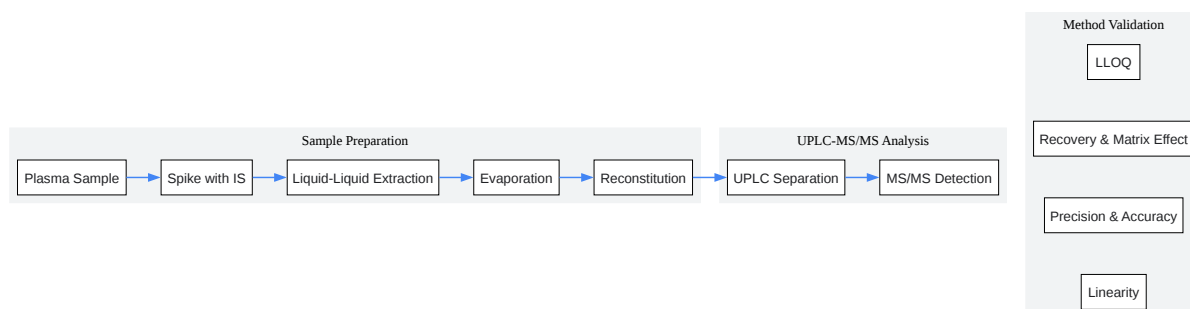 Sample Preparation
Plasma Sample
Spike with IS
Liquid-Liquid Extraction
Evaporation
Reconstitution
UPLC-MS/MS Analysis
UPLC Separation
MS/MS Detection
Method Validation
LLOQ
Recovery & Matrix Effect
Precision & Accuracy
Linearity